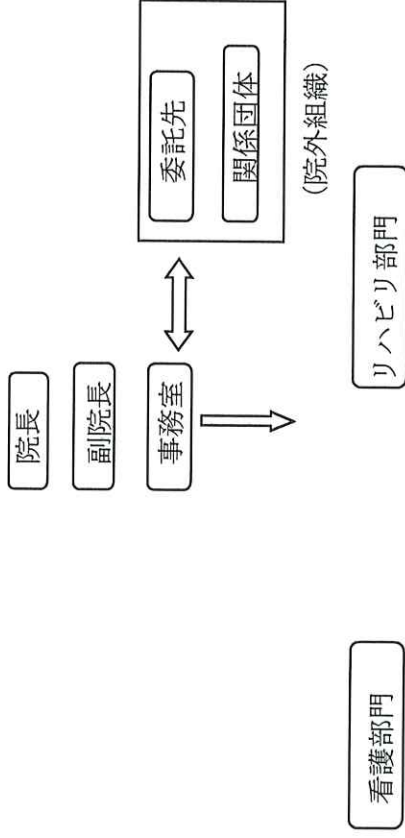 院長
副院長
事務室
委託先
関係団体
(院外組織)
看護部門
リハビリ部門